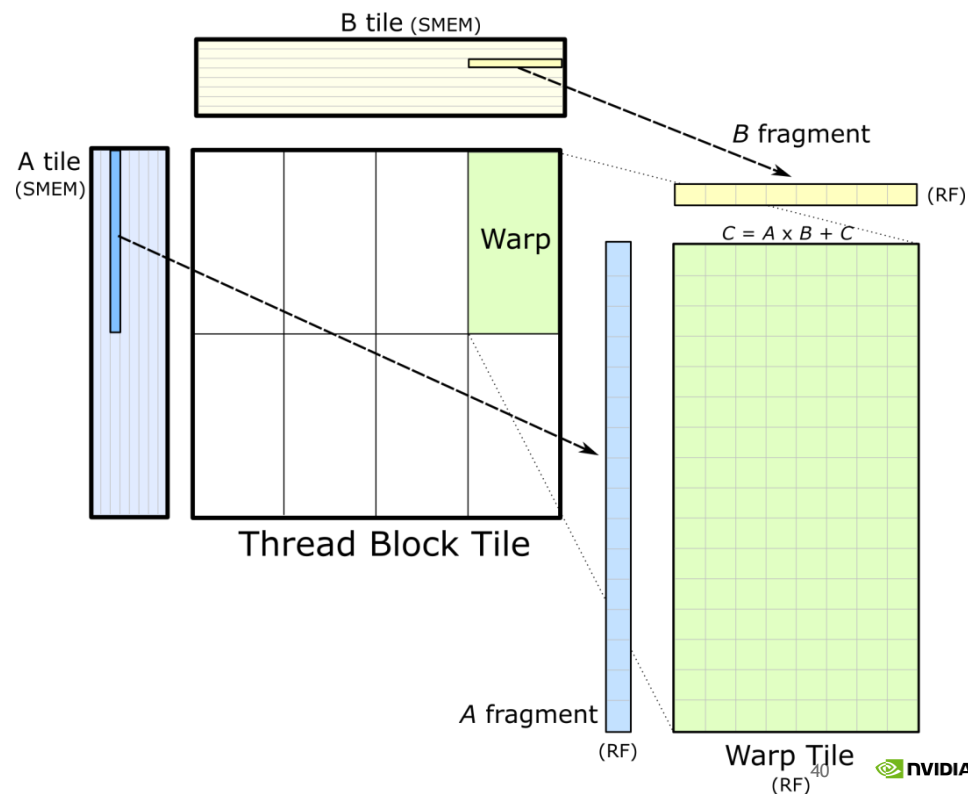 B tile (SMEM)
A tile
(SMEM)
B fragment
(RF)
Warp
C = A x B + C
Thread Block Tile
A fragment
(RF)
Warp Tile
(RF)
40
NVIDIA